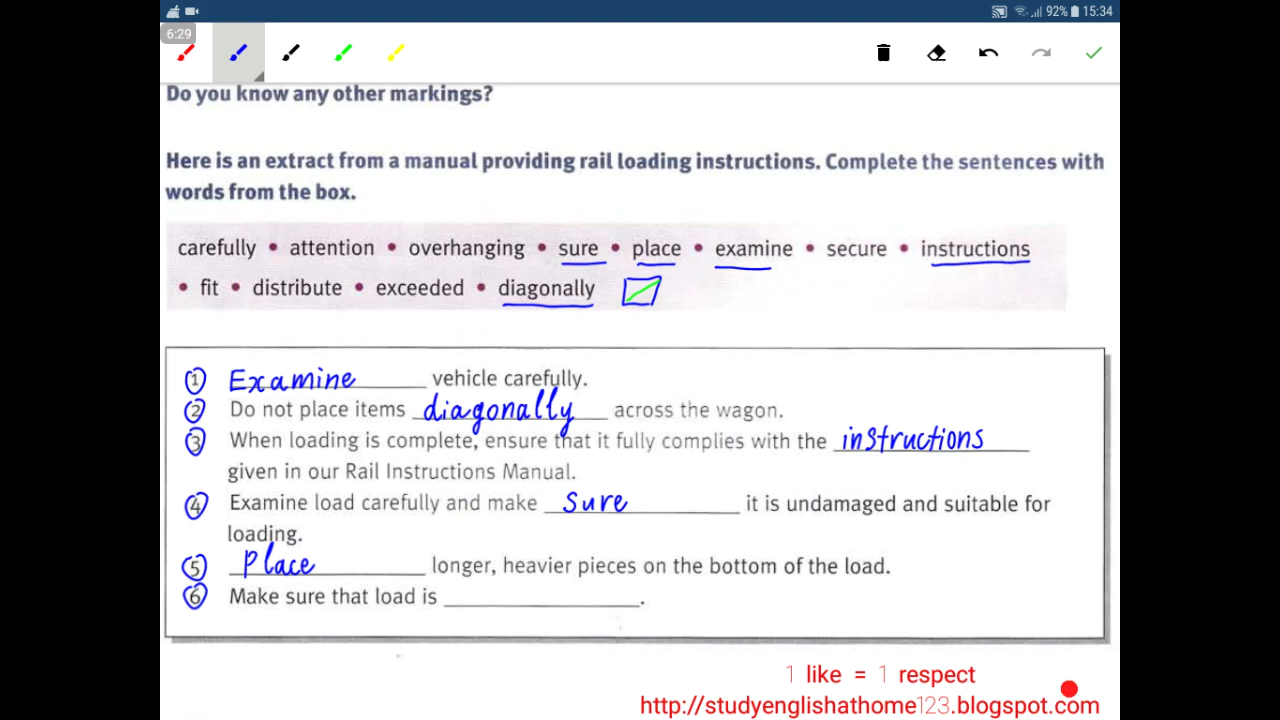 92% 15:34
6:29
Do you know any other markings?
Here is an extract from a manual providing rail loading instructions. Complete the sentences with
words from the box.
carefully • attention • overhanging • sure • place • examine • secure • instructions
• fit • distribute • exceeded • diagonally
1 Examine vehicle carefully.
2 Do not place items diagonally across the wagon.
3 When loading is complete, ensure that it fully complies with the instructions
given in our Rail Instructions Manual.
4 Examine load carefully and make sure it is undamaged and suitable for
loading.
5 Place longer, heavier pieces on the bottom of the load.
6 Make sure that load is ____________.
1 like = 1 respect
http://studyenglishathome123.blogspot.com